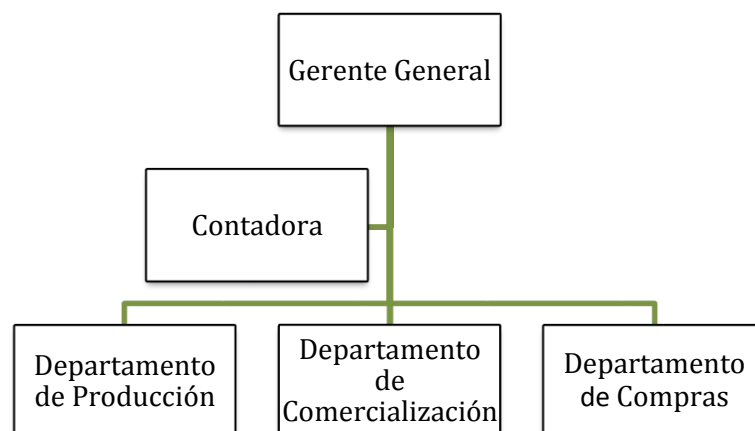 Gerente General
Contadora
Departamento
de Producción
Departamento
de
Comercialización
Departamento
de Compras